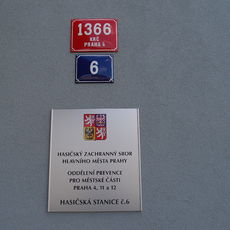 1366
KRČ
PRAHA 4
6
HASIČSKÝ ZÁCHRANNÝ SBOR
HLAVNÍHO MĚSTA PRAHY
ODDĚLENÍ PREVENCE
PRO MĚSTSKÉ ČÁSTI
PRAHA 4, 11 a 12
HASIČSKÁ STANICE č.6